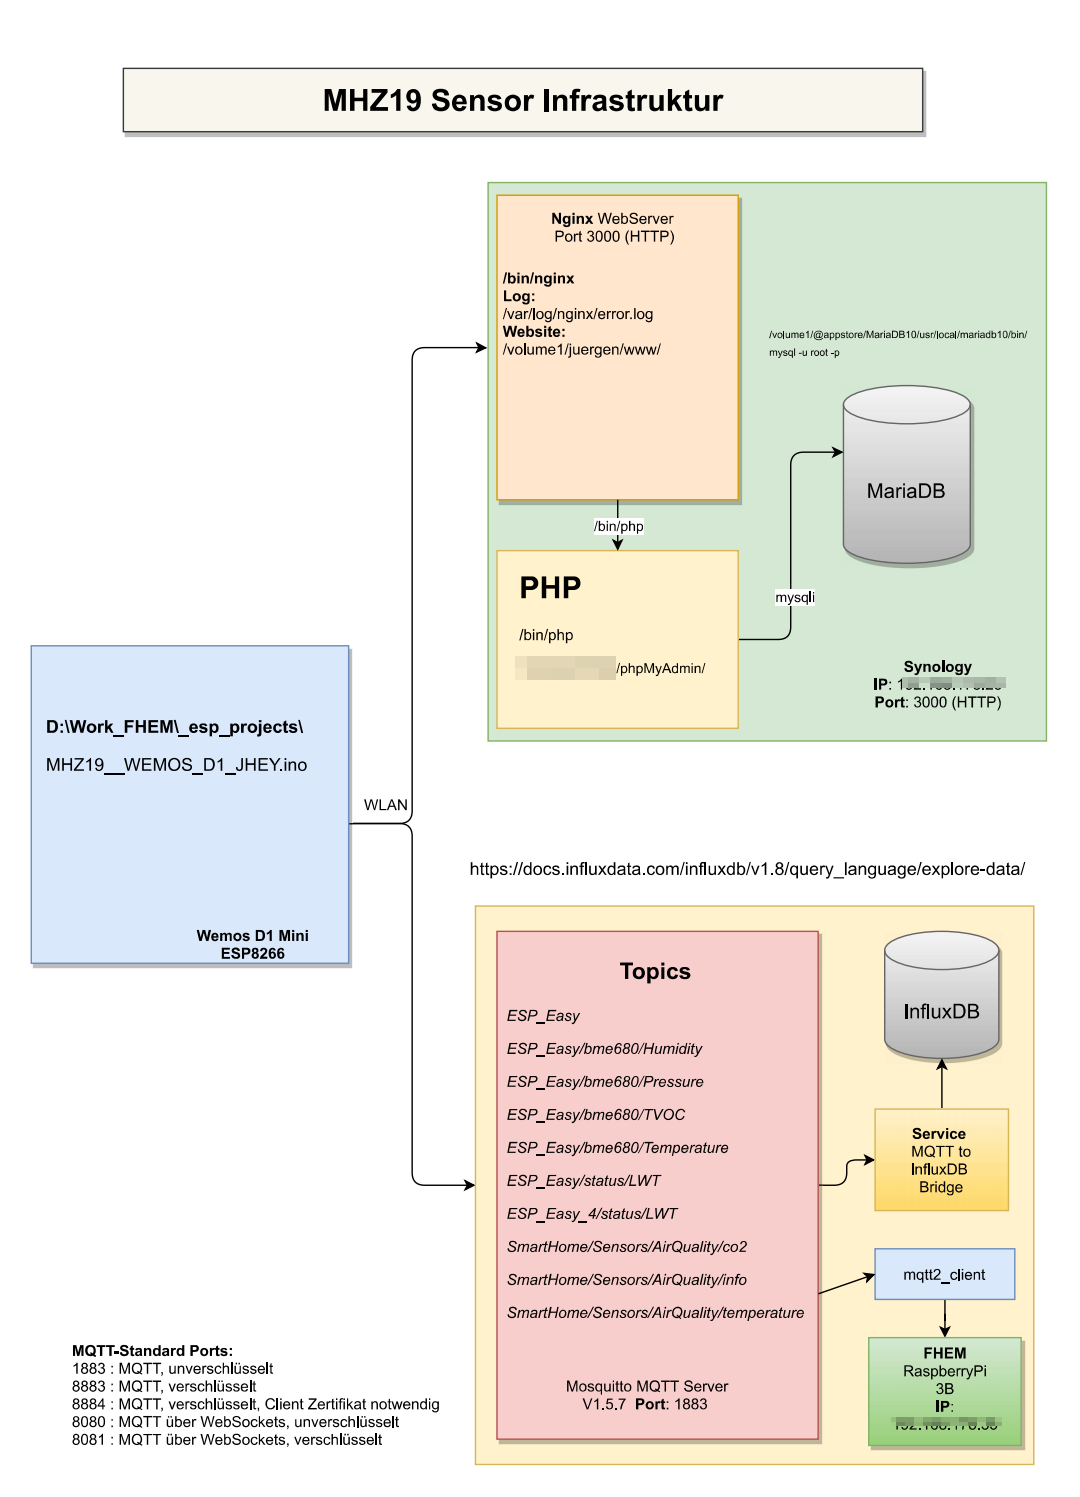 MHZ19 Sensor Infrastruktur
Nginx WebServer
Port 3000 (HTTP)
/bin/nginx
Log:
/var/log/nginx/error.log
Website:
/volume1/juergen/www/
/volume1/@appstore/MariaDB10/usr/local/mariadb10/bin/
mysql -u root -p
MariaDB
/bin/php
mysqli
PHP
/bin/php
/phpMyAdmin/
Synology
IP:
Port: 3000 (HTTP)
D:\Work_FHEM\_esp_projects\
MHZ19__WEMOS_D1_JHEY.ino
Wemos D1 Mini
ESP8266
WLAN
https://docs.influxdata.com/influxdb/v1.8/query_language/explore-data/
Topics
ESP_Easy
ESP_Easy/bme680/Humidity
ESP_Easy/bme680/Pressure
ESP_Easy/bme680/TVOC
ESP_Easy/bme680/Temperature
ESP_Easy/status/LWT
ESP_Easy_4/status/LWT
SmartHome/Sensors/AirQuality/co2
SmartHome/Sensors/AirQuality/info
SmartHome/Sensors/AirQuality/temperature
Mosquitto MQTT Server
V1.5.7 Port: 1883
InfluxDB
Service
MQTT to
InfluxDB
Bridge
mqtt2_client
FHEM
RaspberryPi
3B
IP:
MQTT-Standard Ports:
1883 : MQTT, unverschlüsselt
8883 : MQTT, verschlüsselt
8884 : MQTT, verschlüsselt, Client Zertifikat notwendig
8080 : MQTT über WebSockets, unverschlüsselt
8081 : MQTT über WebSockets, verschlüsselt